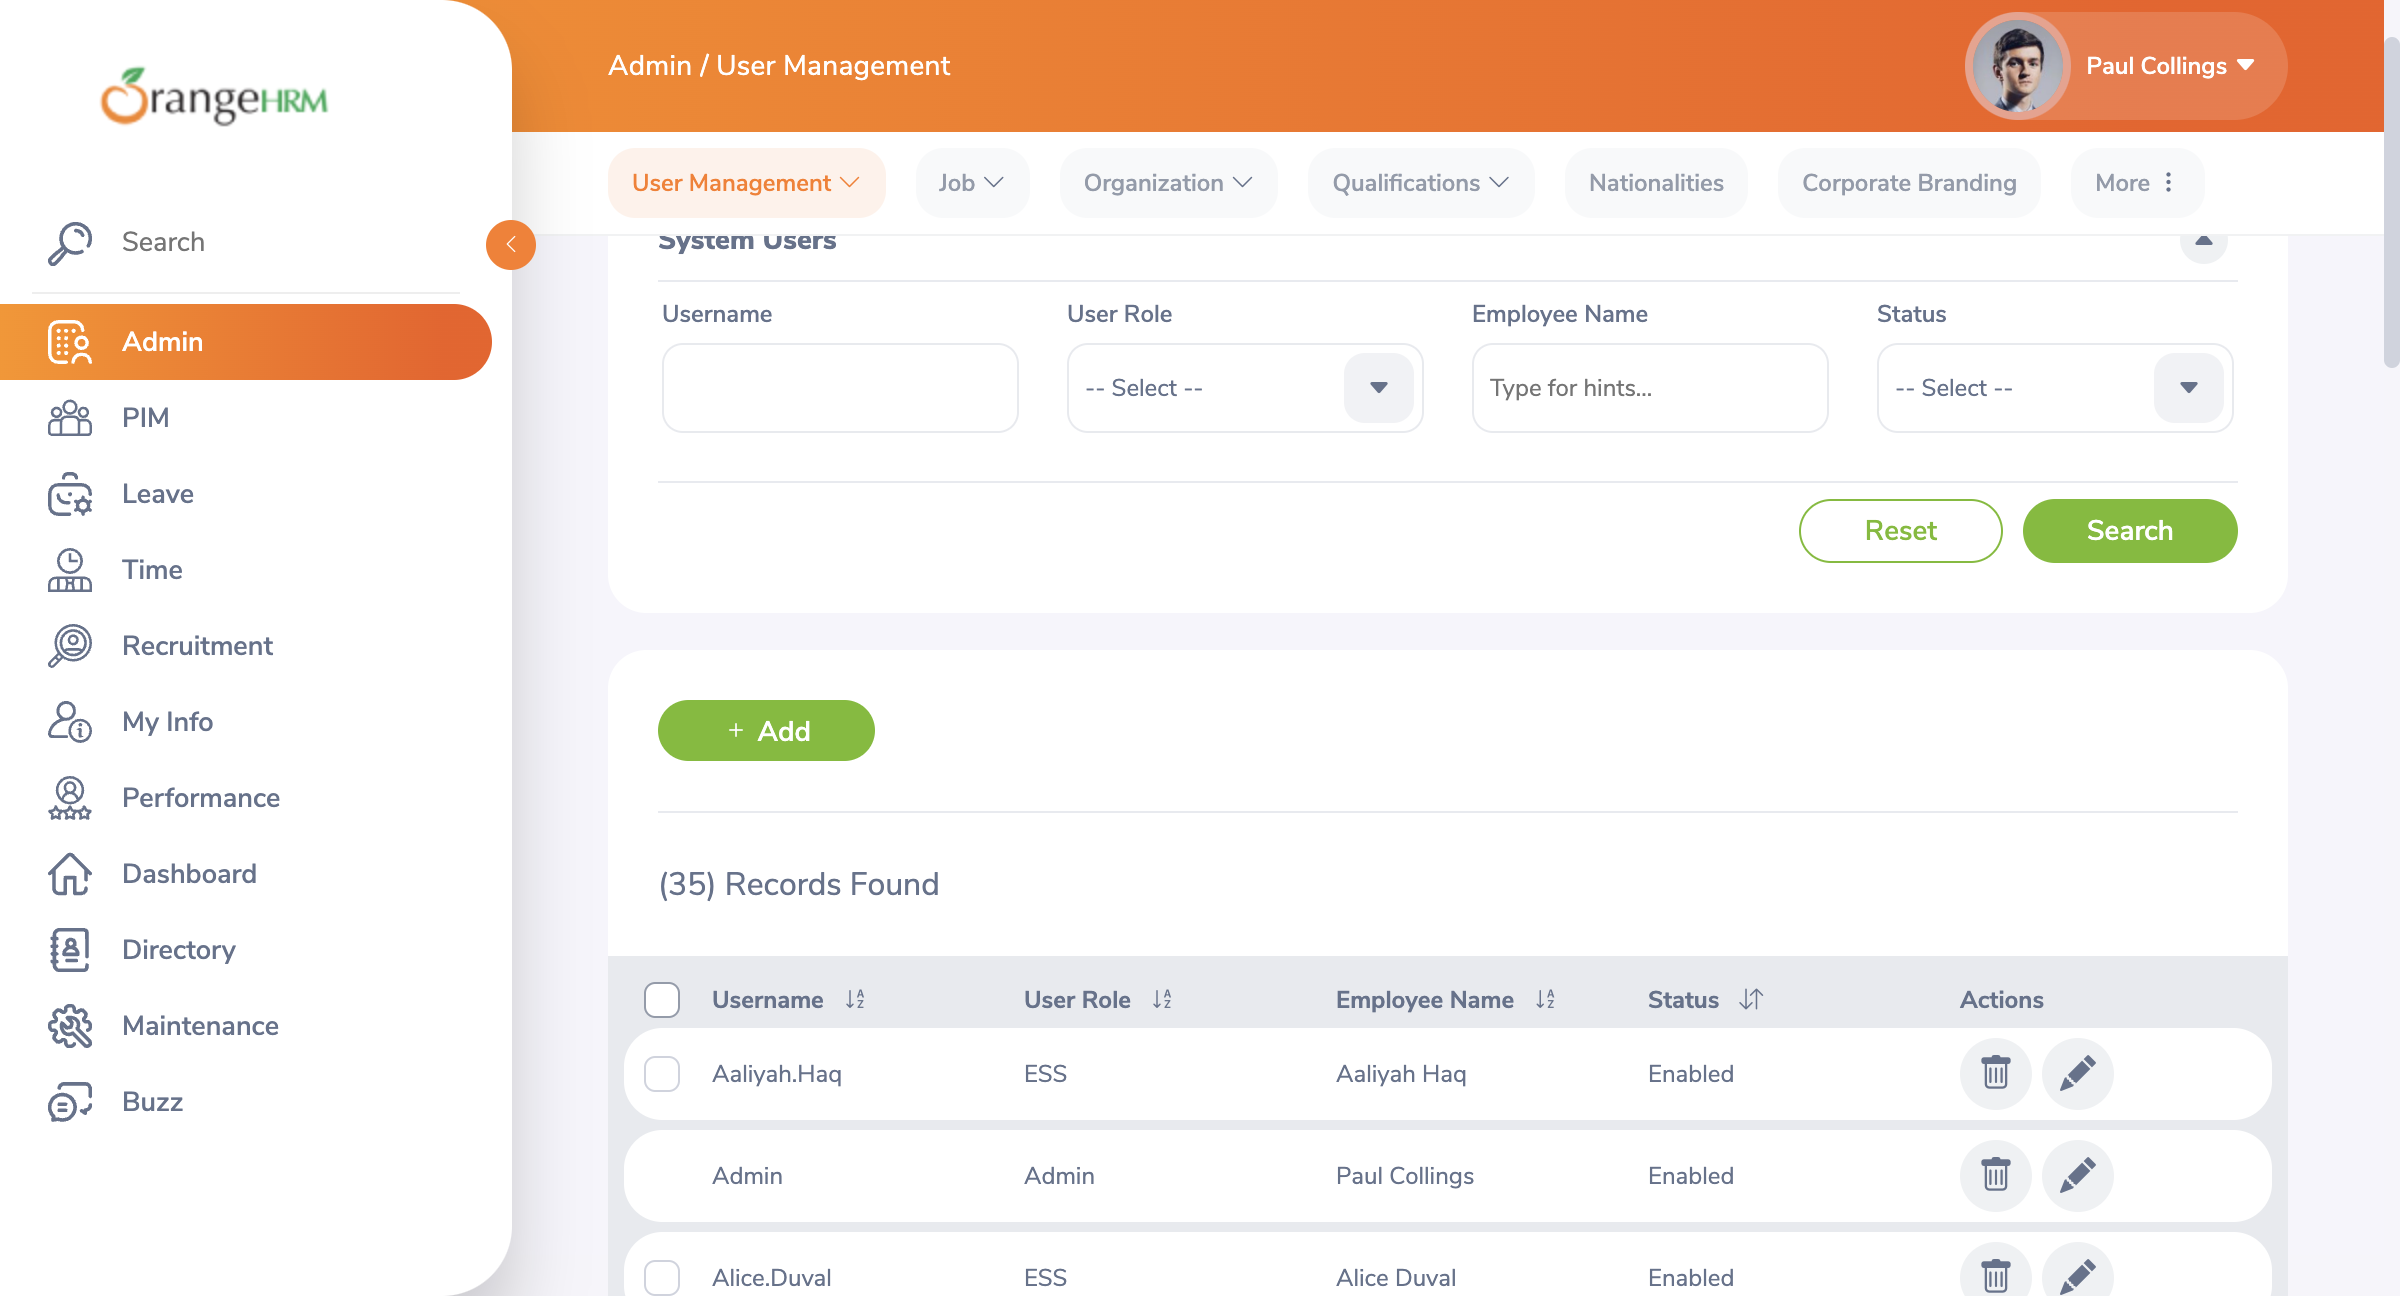 OrangeHRM
Search
Admin
PIM
Leave
Time
Recruitment
My Info
Performance
Dashboard
Directory
Maintenance
Buzz
Admin / User Management
Paul Collings
User Management
Job
Organization
Qualifications
Nationalities
Corporate Branding
More
System Users
Username
User Role
Employee Name
Status
-- Select --
Type for hints...
-- Select --
Reset
Search
+ Add
(35) Records Found
Username User Role Employee Name Status Actions
Aaliyah.Haq ESS Aaliyah Haq Enabled
Admin Admin Paul Collings Enabled
Alice.Duval ESS Alice Duval Enabled